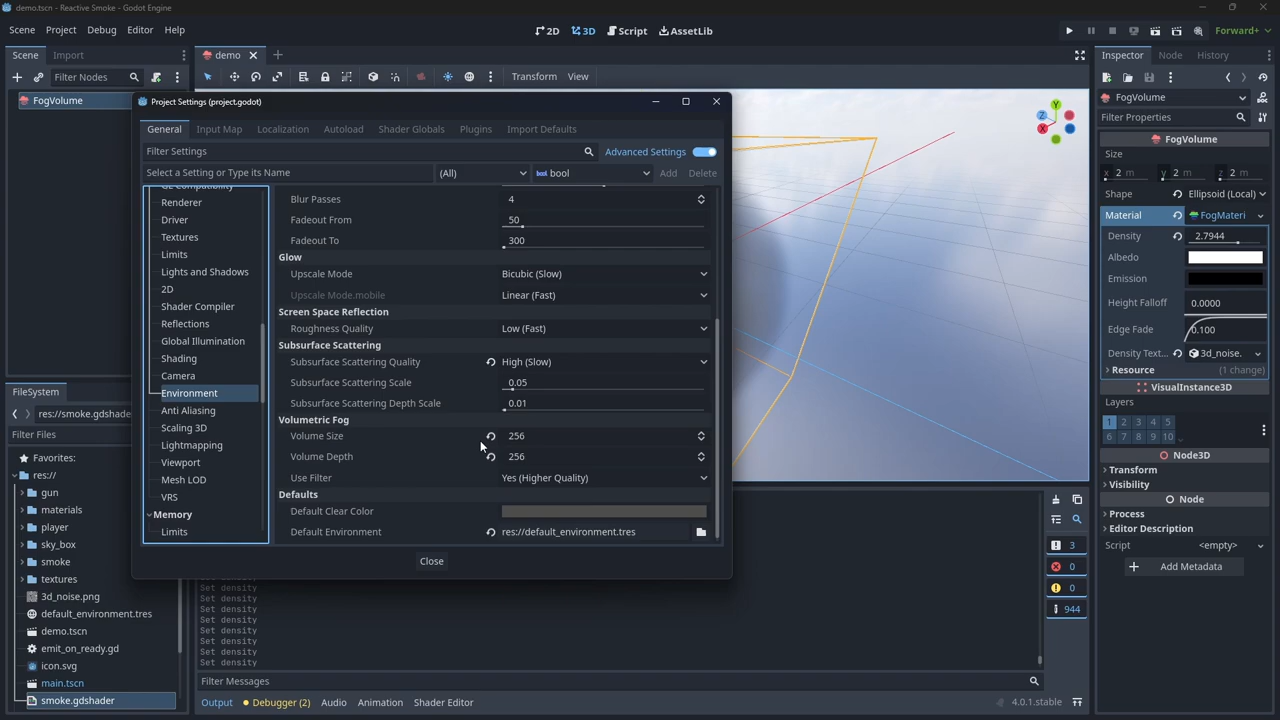 demo.tscn - Reactive Smoke - Godot Engine
Scene Project Debug Editor Help
2D 3D Script AssetLib
Forward+
Scene Import
demo
Inspector Node History
Filter Nodes
Transform View
FogVolume
FogVolume
Filter Properties
FogVolume
Size
x 2 m y 2 m z 2 m
Shape Ellipsoid (Local)
Material FogMateri
Density 2.7944
Albedo
Emission
Height Falloff 0.0000
Edge Fade 0.100
Density Text... 3d_noise.
Resource (1 change)
VisualInstance3D
Layers
1 2 3 4 5
6 7 8 9 10
Node3D
Transform
Visibility
Node
Process
Editor Description
Script <empty>
Add Metadata
Project Settings (project.godot)
General Input Map Localization Autoload Shader Globals Plugins Import Defaults
Filter Settings
Advanced Settings
Select a Setting or Type its Name (All) bool Add Delete
Renderer
Driver
Textures
Limits
Lights and Shadows
2D
Shader Compiler
Reflections
Global Illumination
Shading
Camera
Environment
Anti Aliasing
Scaling 3D
Lightmapping
Viewport
Mesh LOD
VRS
Memory
Limits
Blur Passes 4
Fadeout From 50
Fadeout To 300
Glow
Upscale Mode Bicubic (Slow)
Upscale Mode.mobile Linear (Fast)
Screen Space Reflection
Roughness Quality Low (Fast)
Subsurface Scattering
Subsurface Scattering Quality High (Slow)
Subsurface Scattering Scale 0.05
Subsurface Scattering Depth Scale 0.01
Volumetric Fog
Volume Size 256
Volume Depth 256
Use Filter Yes (Higher Quality)
Defaults
Default Clear Color
Default Environment res://default_environment.tres
Close
FileSystem
res://smoke.gdshader
Filter Files
Favorites:
res://
gun
materials
player
sky_box
smoke
textures
3d_noise.png
default_environment.tres
demo.tscn
emit_on_ready.gd
icon.svg
main.tscn
smoke.gdshader
Set density
Set density
Set density
Set density
Set density
Set density
Set density
Set density
3
0
0
944
Filter Messages
Output Debugger (2) Audio Animation Shader Editor
4.0.1.stable